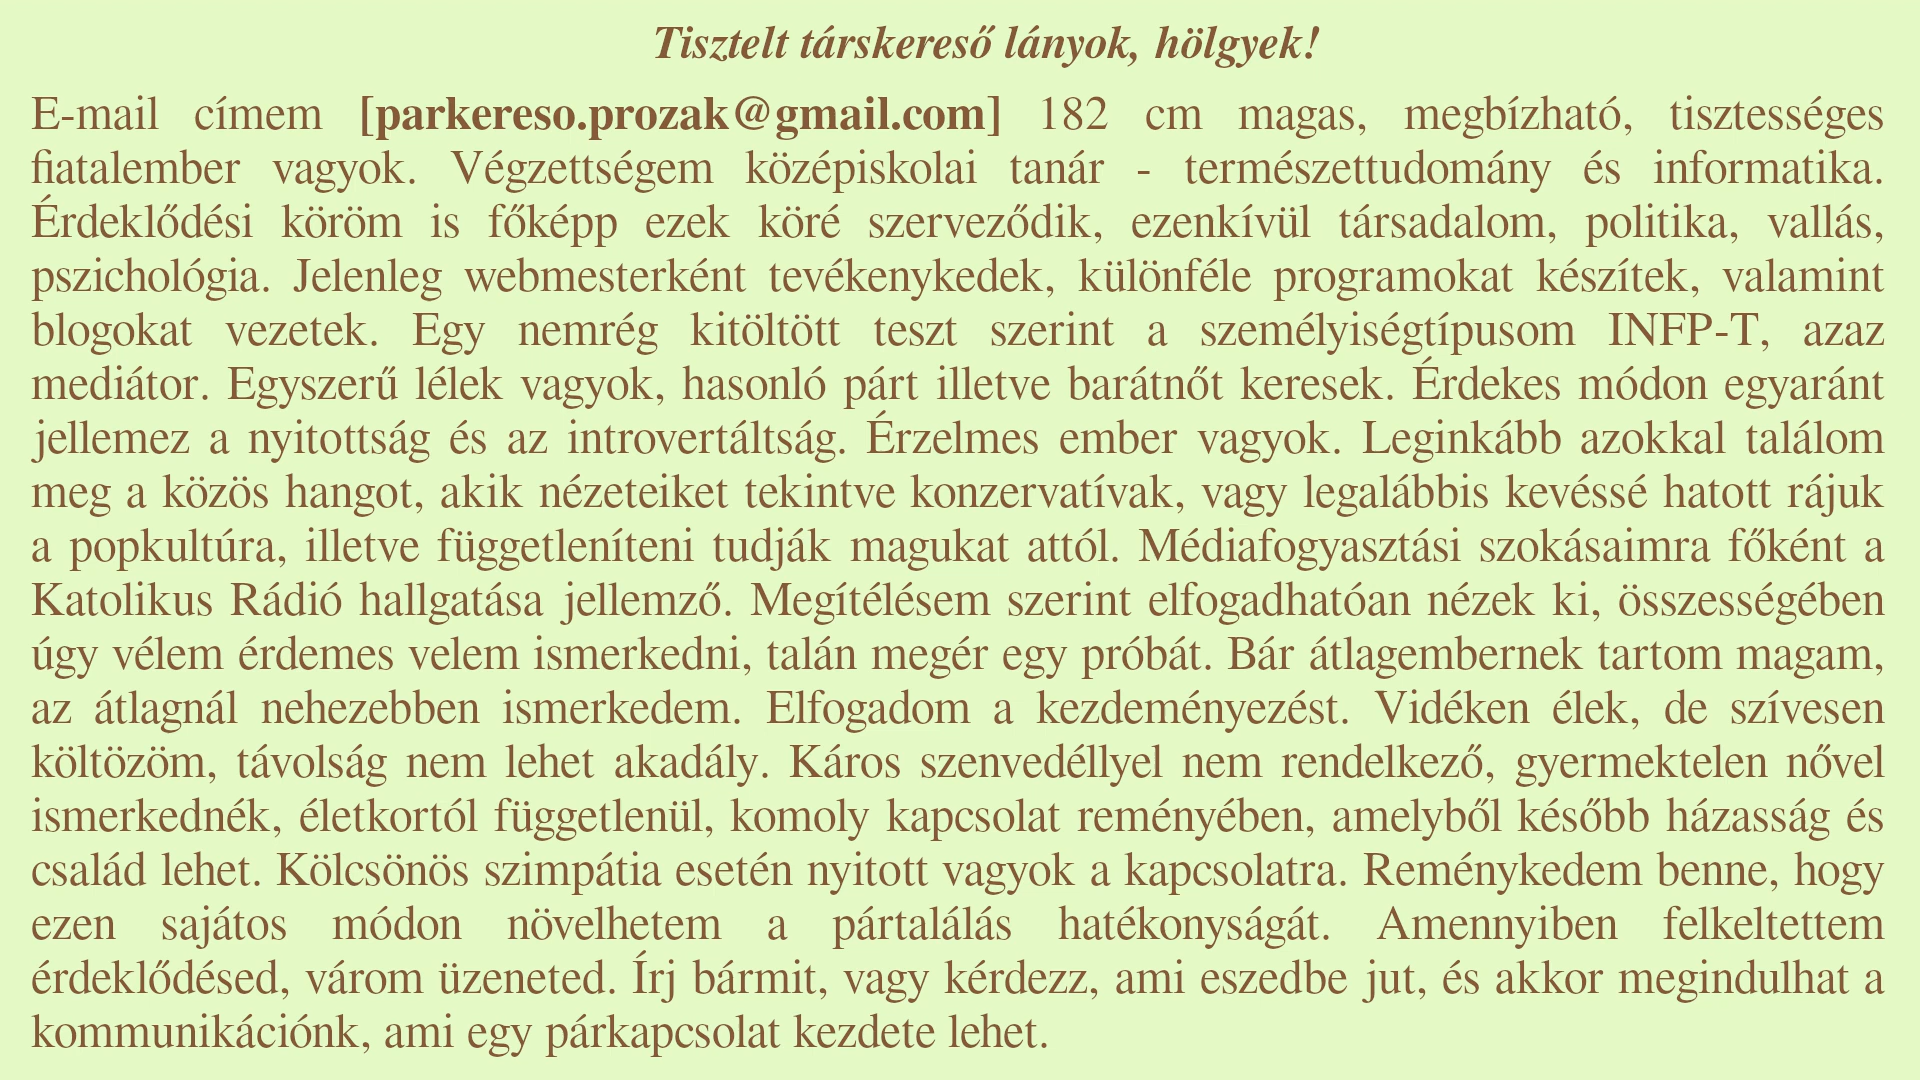 Tisztelt társkereső lányok, hölgyek!
E-mail címem [parkereso.prozak@gmail.com] 182 cm magas, megbízható, tisztességes
fiatalember vagyok. Végzettségem középiskolai tanár - természettudomány és informatika.
Érdeklődési köröm is főképp ezek köré szerveződik, ezenkívül társadalom, politika, vallás,
pszichológia. Jelenleg webmesterként tevékenykedek, különféle programokat készítek, valamint
blogokat vezetek. Egy nemrég kitöltött teszt szerint a személyiségtípusom INFP-T, azaz
mediátor. Egyszerű lélek vagyok, hasonló párt illetve barátnőt keresek. Érdekes módon egyaránt
jellemez a nyitottság és az introvertáltság. Érzelmes ember vagyok. Leginkább azokkal találom
meg a közös hangot, akik nézeteiket tekintve konzervatívak, vagy legalábbis kevéssé hatott rájuk
a popkultúra, illetve függetleníteni tudják magukat attól. Médiafogyasztási szokásaimra főként a
Katolikus Rádió hallgatása jellemző. Megítélésem szerint elfogadhatóan nézek ki, összességében
úgy vélem érdemes velem ismerkedni, talán megér egy próbát. Bár átlagembernek tartom magam,
az átlagnál nehezebben ismerkedem. Elfogadom a kezdeményezést. Vidéken élek, de szívesen
költözöm, távolság nem lehet akadály. Káros szenvedéllyel nem rendelkező, gyermektelen nővel
ismerkednék, életkortól függetlenül, komoly kapcsolat reményében, amelyből később házasság és
család lehet. Kölcsönös szimpátia esetén nyitott vagyok a kapcsolatra. Reménykedem benne, hogy
ezen sajátos módon növelhetem a pártalálás hatékonyságát. Amennyiben felkeltettem
érdeklődésed, várom üzeneted. Írj bármit, vagy kérdezz, ami eszedbe jut, és akkor megindulhat a
kommunikációnk, ami egy párkapcsolat kezdete lehet.